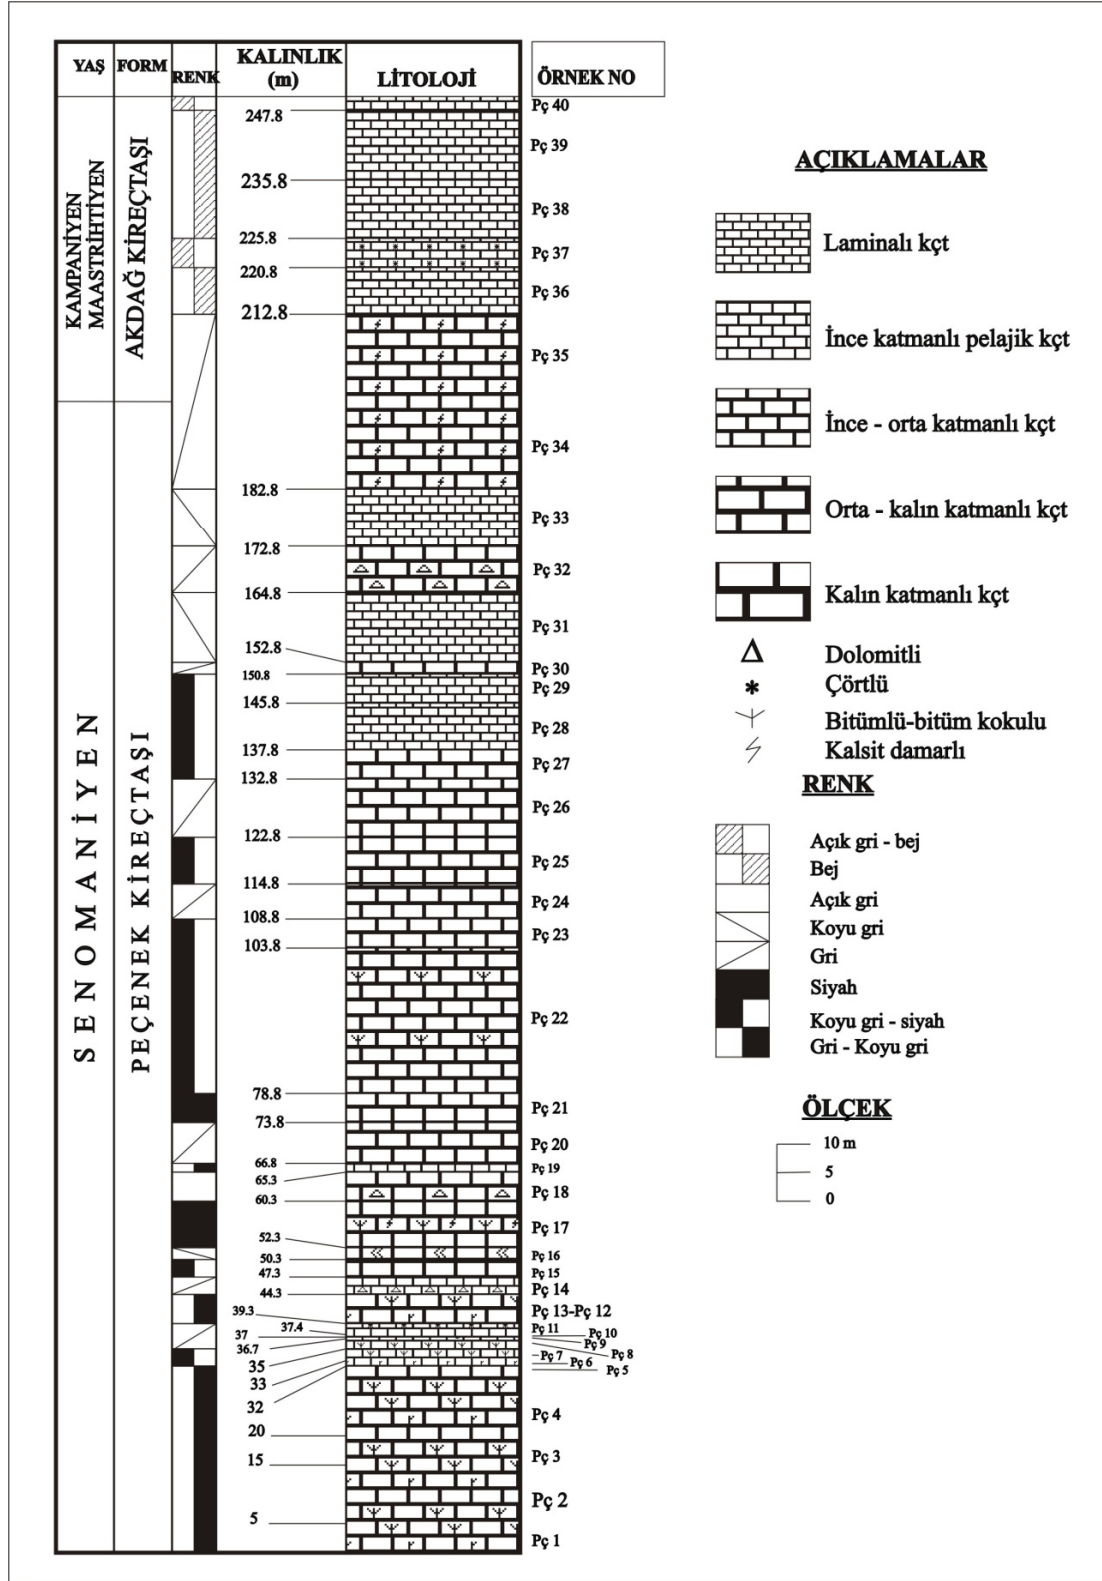 YAŞ
FORM
RENK
KALINLIK
(m)
LİTOLOJİ
ÖRNEK NO
KAMPANİYEN
MAASTRİHTİYEN
AKDAĞ KİREÇTAŞI
SENOMANİYEN
PEÇENEK KİREÇTAŞI
247.8
235.8
225.8
220.8
212.8
182.8
172.8
164.8
152.8
150.8
145.8
137.8
132.8
122.8
114.8
108.8
103.8
78.8
73.8
66.8
65.3
60.3
52.3
50.3
47.3
44.3
39.3
37.4
37
36.7
35
33
32
20
15
5
Pç 40
Pç 39
Pç 38
Pç 37
Pç 36
Pç 35
Pç 34
Pç 33
Pç 32
Pç 31
Pç 30
Pç 29
Pç 28
Pç 27
Pç 26
Pç 25
Pç 24
Pç 23
Pç 22
Pç 21
Pç 20
Pç 19
Pç 18
Pç 17
Pç 16
Pç 15
Pç 14
Pç 13-Pç 12
Pç 11
Pç 10
Pç 9
Pç 8
Pç 7
Pç 6
Pç 5
Pç 4
Pç 3
Pç 2
Pç 1
AÇIKLAMALAR
Laminalı kçt
İnce katmanlı pelajik kçt
İnce - orta katmanlı kçt
Orta - kalın katmanlı kçt
Kalın katmanlı kçt
Dolomitli
Çörtlü
Bitümlü-bitüm kokulu
Kalsit damarlı
RENK
Açık gri - bej
Bej
Açık gri
Koyu gri
Gri
Siyah
Koyu gri - siyah
Gri - Koyu gri
ÖLÇEK
10 m
5
0